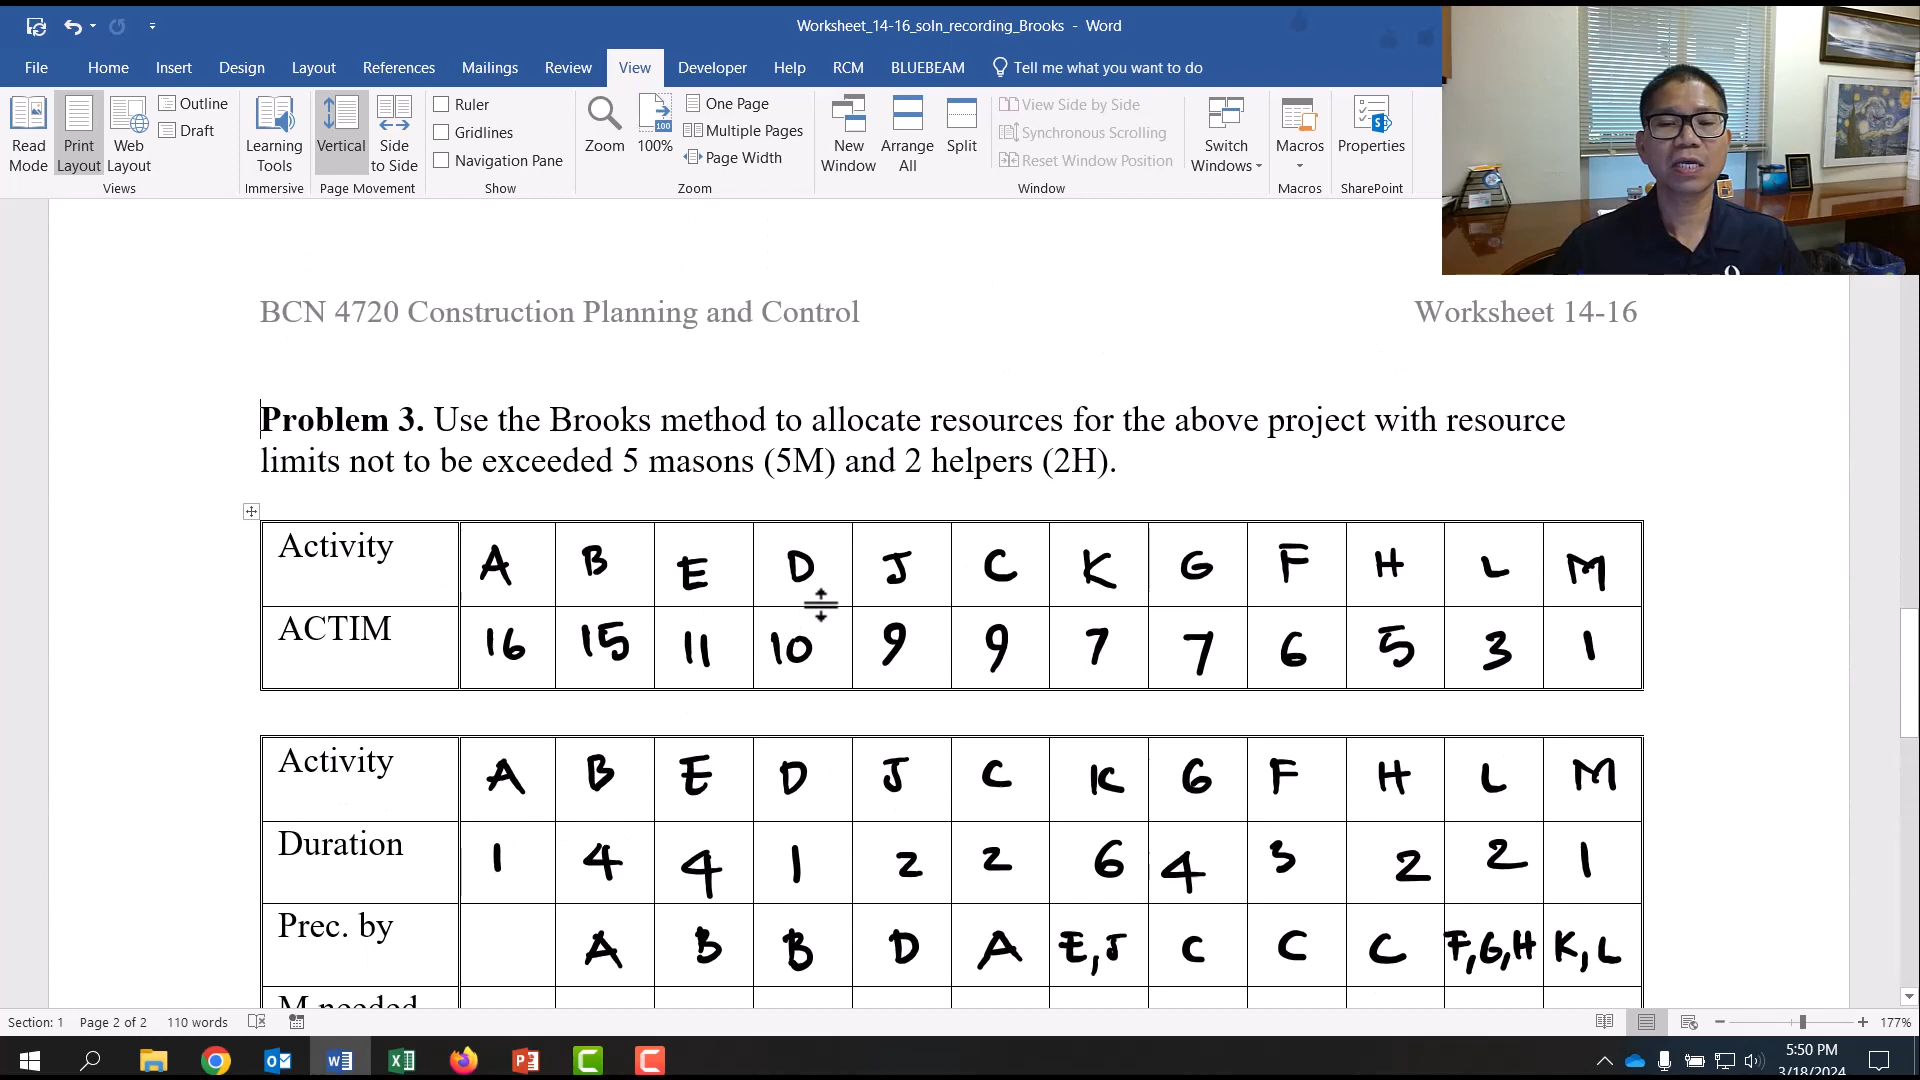 Worksheet_14-16_soln_recording_Brooks - Word
File Home Insert Design Layout References Mailings Review View Developer Help RCM BLUEBEAM Tell me what you want to do
Read Mode
Print Layout
Web Layout
Outline
Draft
Views
Learning Tools
Immersive
Vertical
Side to Side
Page Movement
Ruler
Gridlines
Navigation Pane
Show
Zoom
100
100%
One Page
Multiple Pages
Page Width
Zoom
New Window
Arrange All
Split
View Side by Side
Synchronous Scrolling
Reset Window Position
Window
Switch Windows
Macros
Macros
Properties
SharePoint
BCN 4720 Construction Planning and Control Worksheet 14-16
Problem 3. Use the Brooks method to allocate resources for the above project with resource
limits not to be exceeded 5 masons (5M) and 2 helpers (2H).
Activity A B E D J C K G F H L M
ACTIM 16 15 11 10 9 9 7 7 6 5 3 1
Activity A B E D J C K G F H L M
Duration 1 4 4 1 2 2 6 4 3 2 2 1
Prec. by A B B D A E,J C C C F,G,H K,L
M needed
Section: 1 Page 2 of 2 110 words 177%
5:50 PM
3/18/2024